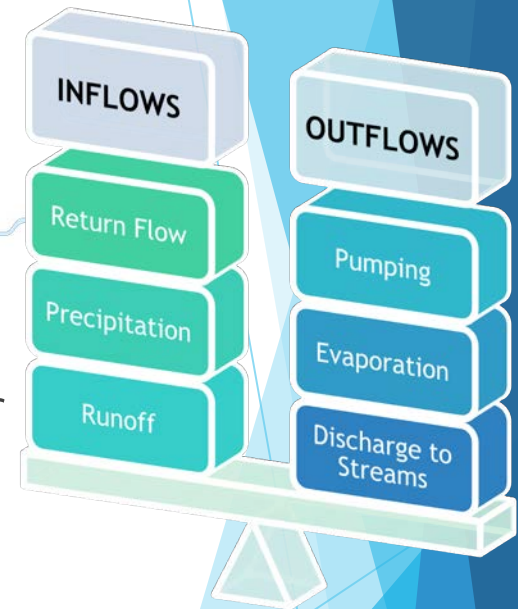 INFLOWS
Return Flow
Precipitation
Runoff
OUTFLOWS
Pumping
Evaporation
Discharge to
Streams